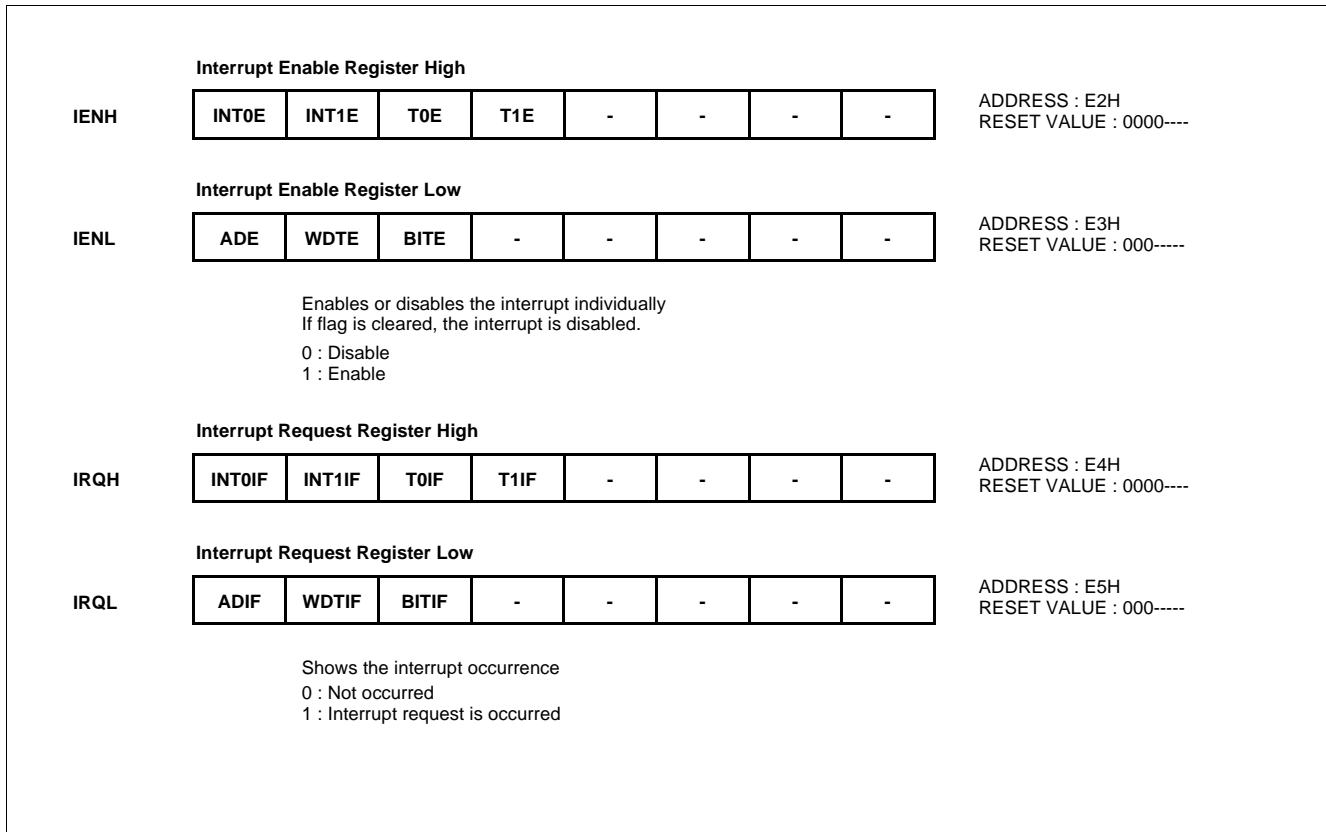 Interrupt Enable Register High
IENH INT0E INT1E T0E T1E - - - - ADDRESS : E2H
RESET VALUE : 0000----
Interrupt Enable Register Low
IENL ADE WDTE BITE - - - - - ADDRESS : E3H
RESET VALUE : 000-----
Enables or disables the interrupt individually
If flag is cleared, the interrupt is disabled.
0 : Disable
1 : Enable
Interrupt Request Register High
IRQH INT0IF INT1IF T0IF T1IF - - - - ADDRESS : E4H
RESET VALUE : 0000----
Interrupt Request Register Low
IRQL ADIF WDTIF BITIF - - - - - ADDRESS : E5H
RESET VALUE : 000-----
Shows the interrupt occurrence
0 : Not occurred
1 : Interrupt request is occurred